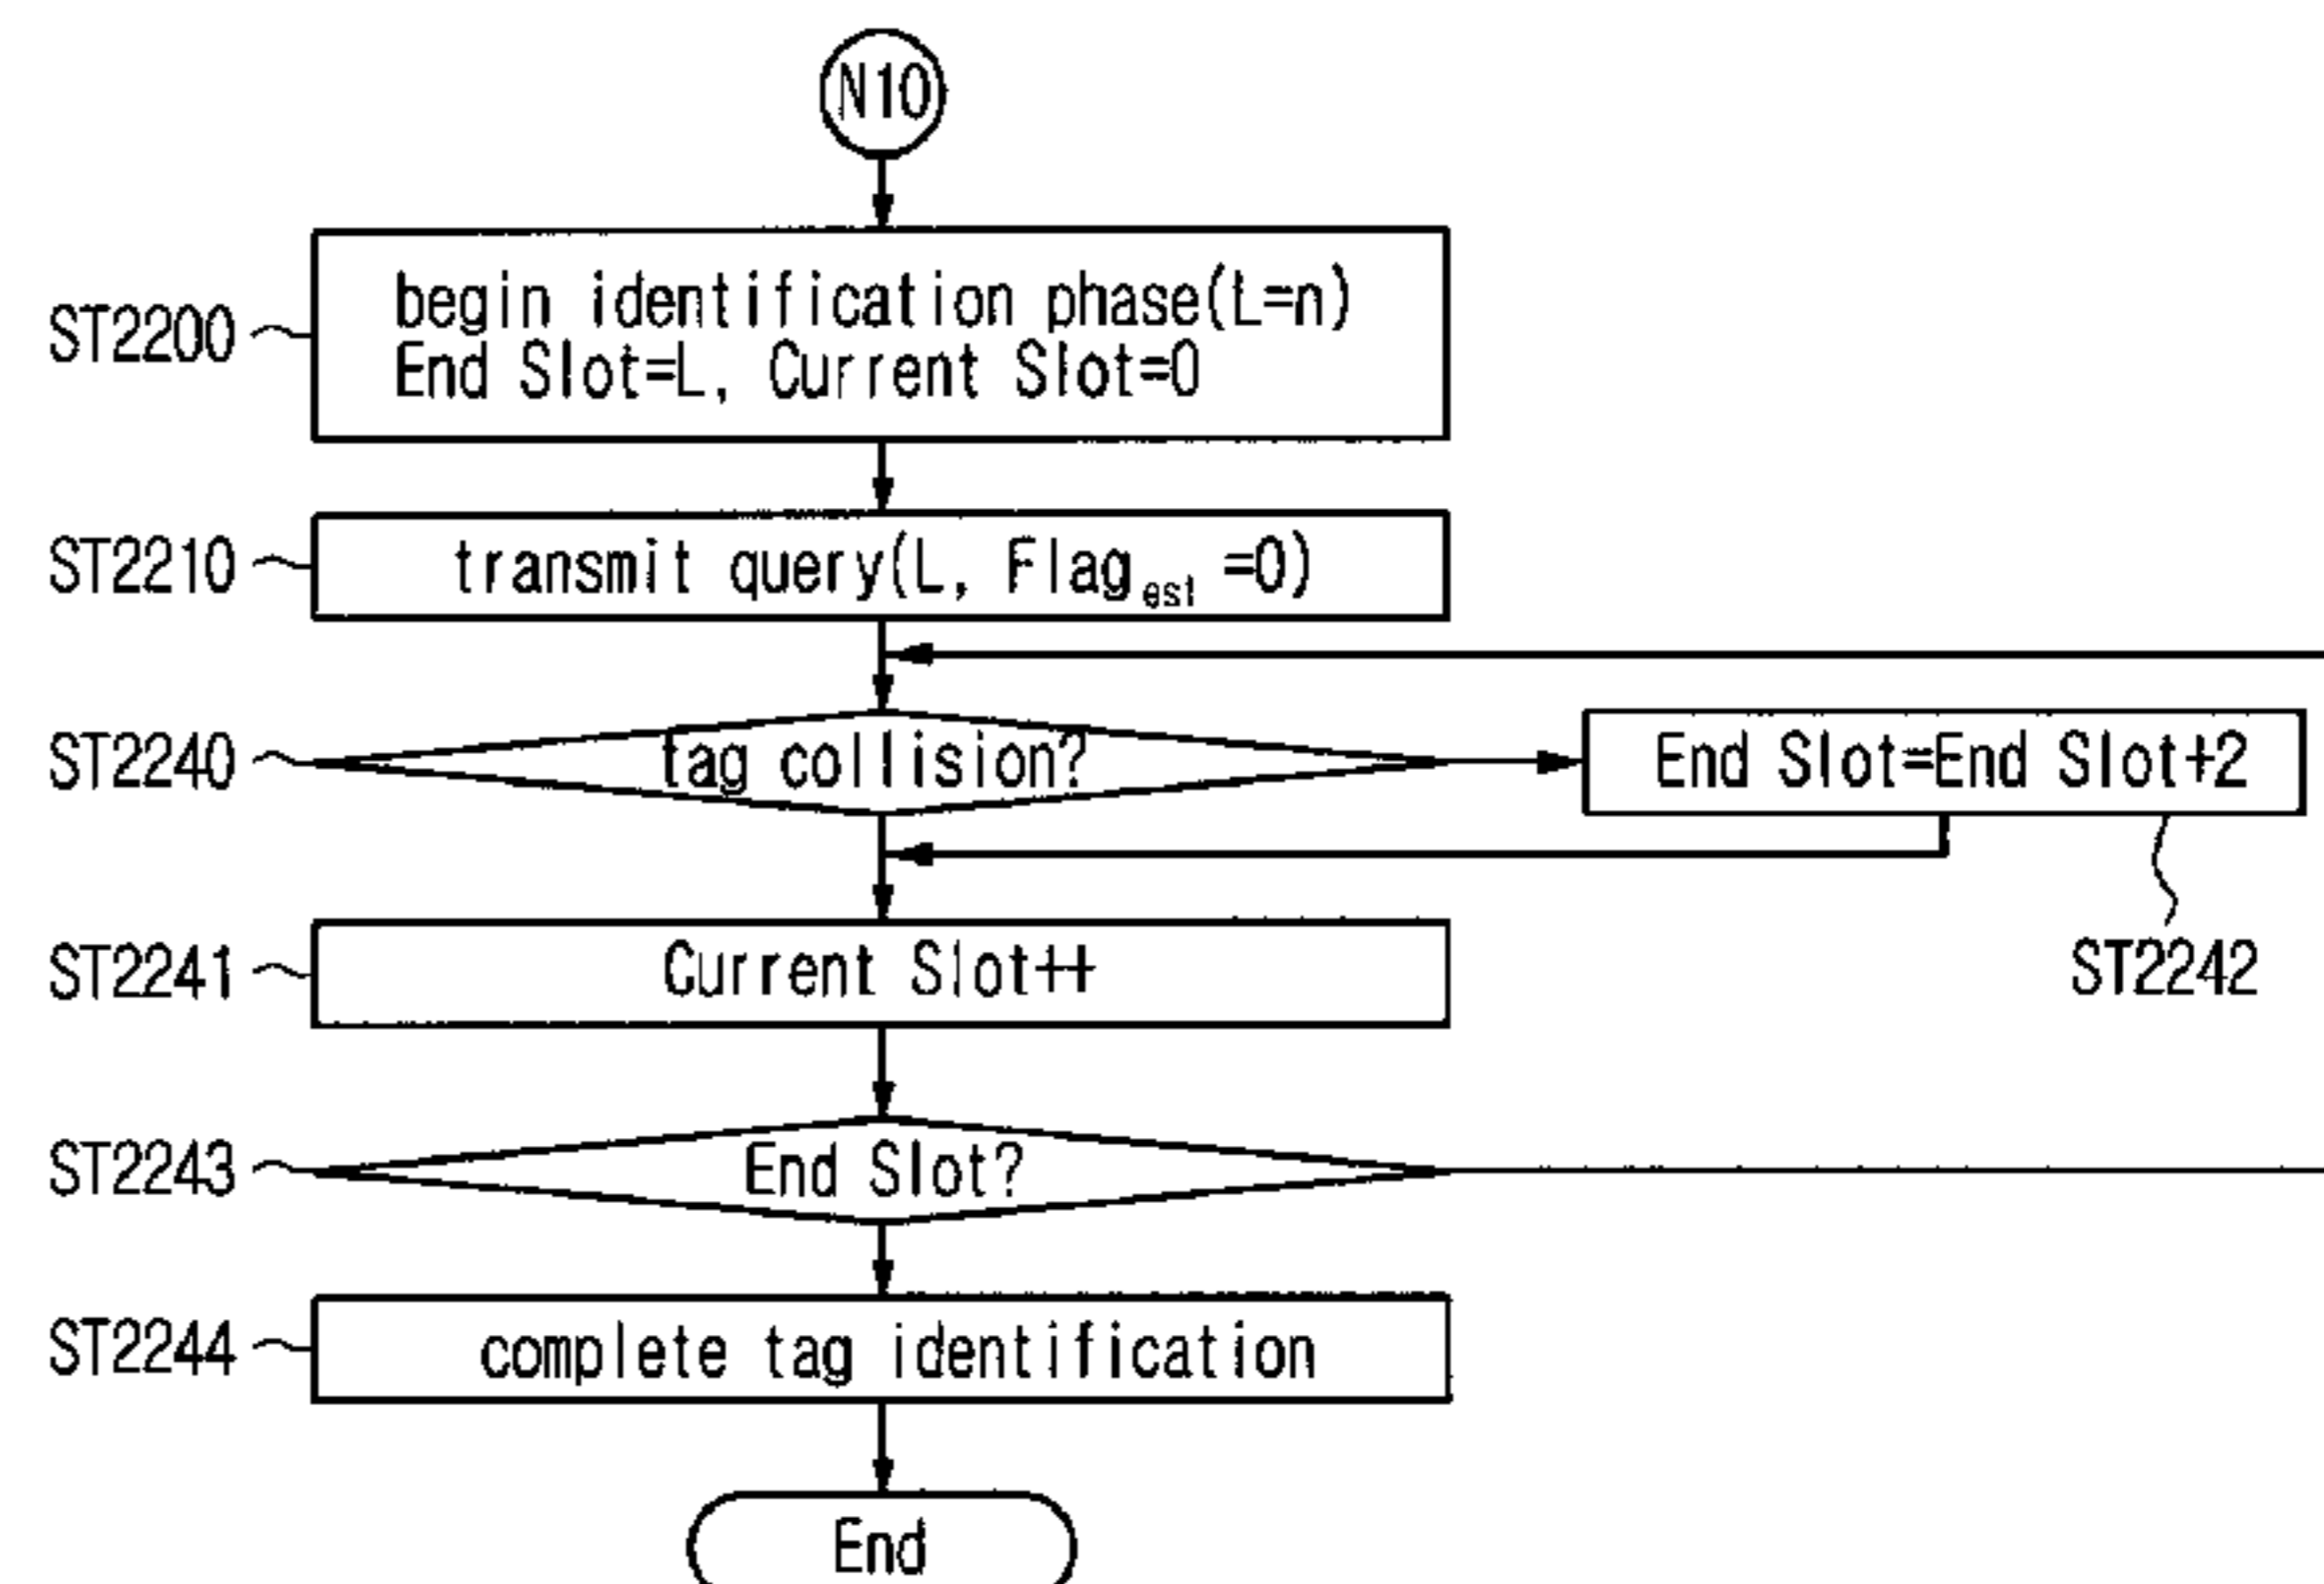 N10
ST2200
begin identification phase(L=n)
End Slot=L, Current Slot=0
ST2210
transmit query(L, Flagest =0)
ST2240
tag collision?
End Slot=End Slot+2
ST2241
Current Slot++
ST2242
ST2243
End Slot?
ST2244
complete tag identification
End